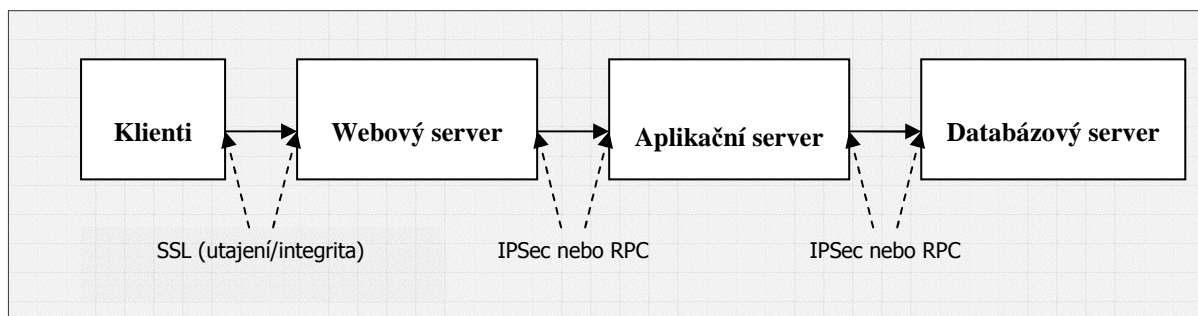 Klienti
Webový server
Aplikační server
Databázový server
SSL (utajení/integrita)
IPSec nebo RPC
IPSec nebo RPC